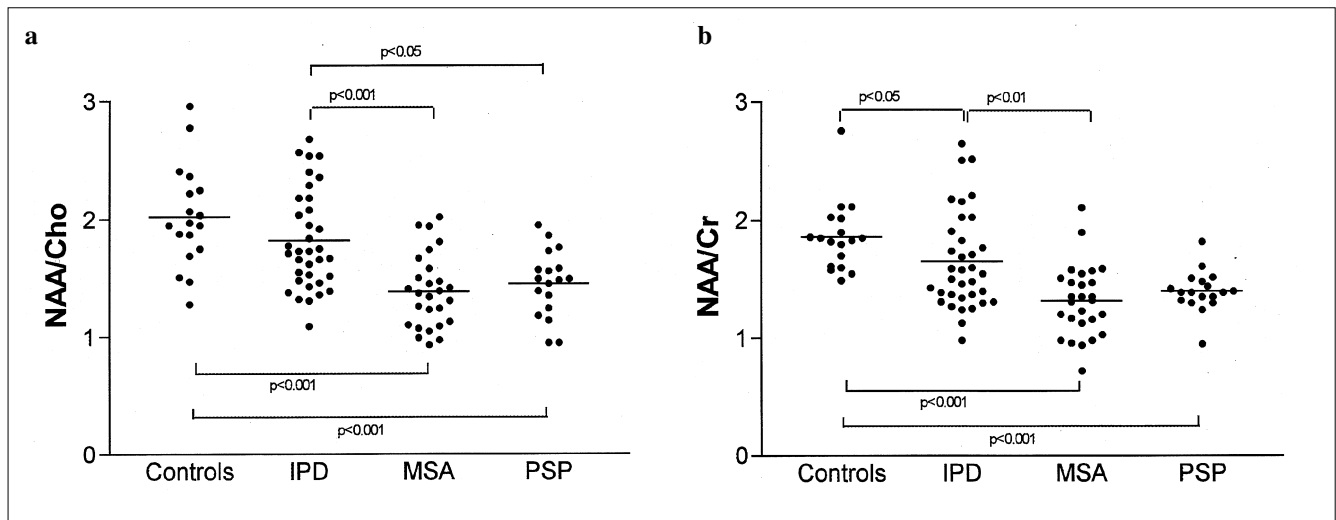 a
p<0.05
p<0.001
3
2
1
0
NAA/Cho
p<0.001
p<0.001
Controls IPD MSA PSP
b
p<0.05 p<0.01
3
2
1
0
NAA/Cr
p<0.001
p<0.001
Controls IPD MSA PSP